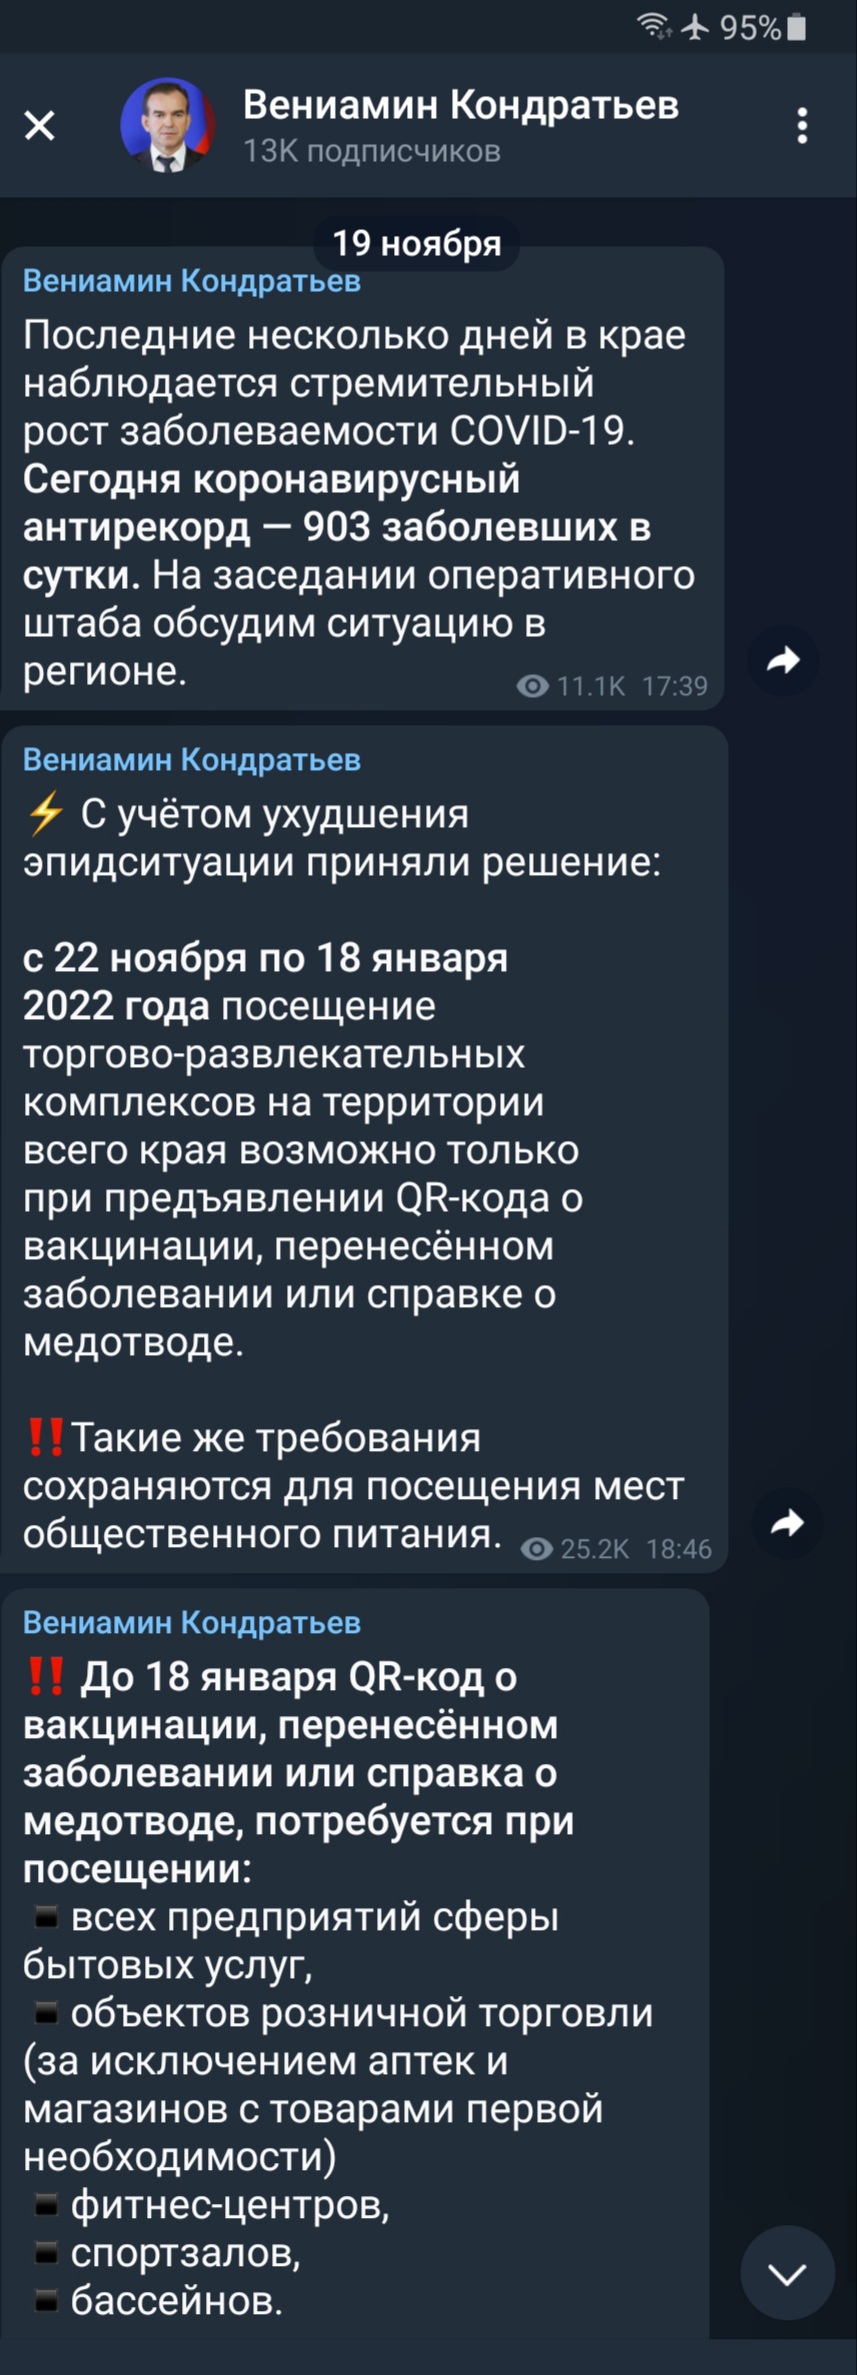 95%
Вениамин Кондратьев
13K подписчиков
19 ноября
Вениамин Кондратьев
Последние несколько дней в крае
наблюдается стремительный
рост заболеваемости COVID-19.
Сегодня коронавирусный
антирекорд — 903 заболевших в
сутки. На заседании оперативного
штаба обсудим ситуацию в
регионе.
11.1K 17:39
Вениамин Кондратьев
⚡ С учётом ухудшения
эпидситуации приняли решение:
с 22 ноября по 18 января
2022 года посещение
торгово-развлекательных
комплексов на территории
всего края возможно только
при предъявлении QR-кода о
вакцинации, перенесённом
заболевании или справке о
медотводе.
‼️Такие же требования
сохраняются для посещения мест
общественного питания.
25.2K 18:46
Вениамин Кондратьев
‼️ До 18 января QR-код о
вакцинации, перенесённом
заболевании или справка о
медотводе, потребуется при
посещении:
▪️всех предприятий сферы
бытовых услуг,
▪️объектов розничной торговли
(за исключением аптек и
магазинов с товарами первой
необходимости)
▪️фитнес-центров,
▪️спортзалов,
▪️бассейнов.